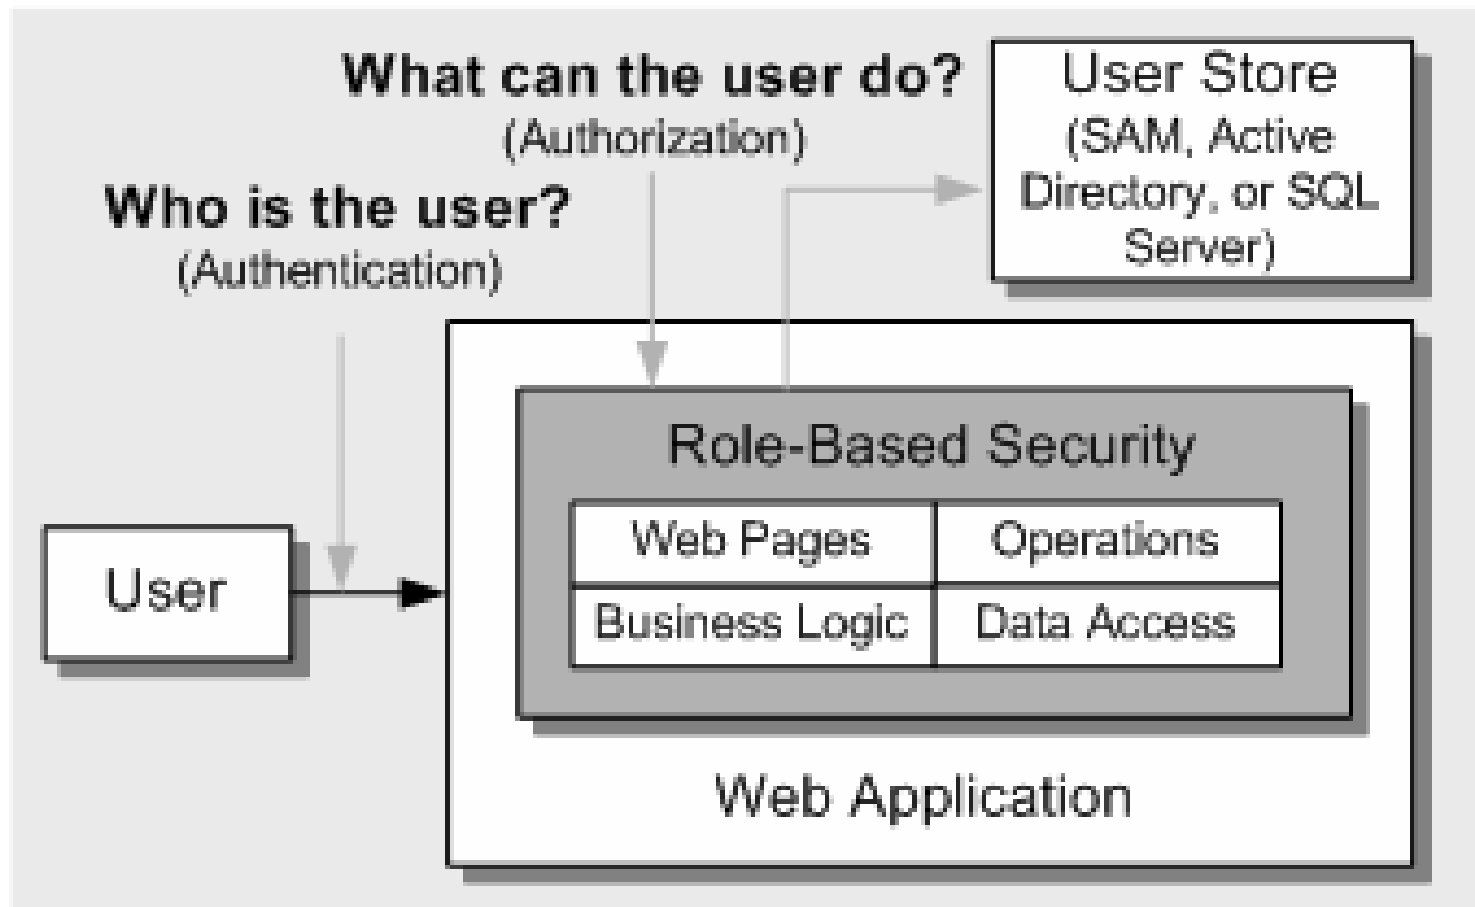 What can the user do?
(Authorization)
User Store
(SAM, Active
Directory, or SQL
Server)
Who is the user?
(Authentication)
Role-Based Security
Web Pages
Operations
Business Logic
Data Access
User
Web Application